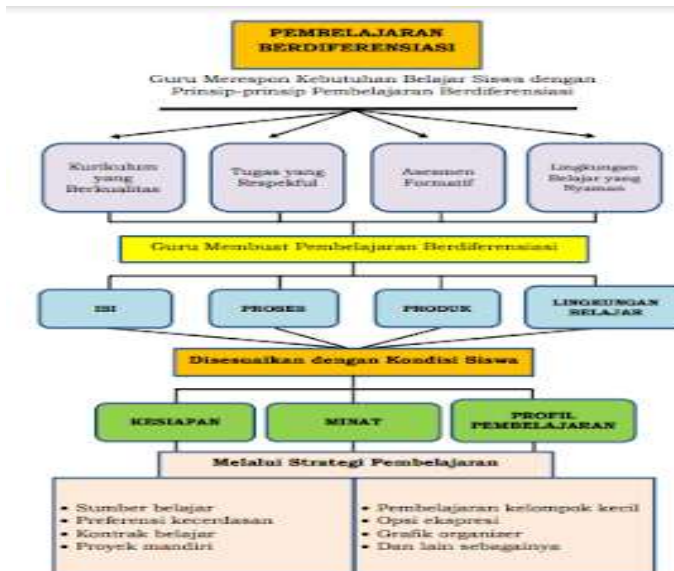 PEMBELAJARAN
BERDIFERENSIASI
Guru Merespon Kebutuhan Belajar Siswa dengan
Prinsip-prinsip Pembelajaran Berdiferensiasi
Kurikulum
yang
Berkualitas
Tugas yang
Respekful
Asesmen
Formatif
Lingkungan
Belajar yang
Nyaman
Guru Membuat Pembelajaran Berdiferensiasi
ISI
PROSES
PRODUK
LINGKUNGAN
BELAJAR
Disesuaikan dengan Kondisi Siswa
KESIAPAN
MINAT
PROFIL
PEMBELAJARAN
Melalui Strategi Pembelajaran
• Sumber belajar
• Preferensi kecerdasan
• Kontrak belajar
• Proyek mandiri
• Pembelajaran kelompok kecil
• Opsi ekspresi
• Grafik organizer
• Dan lain sebagainya